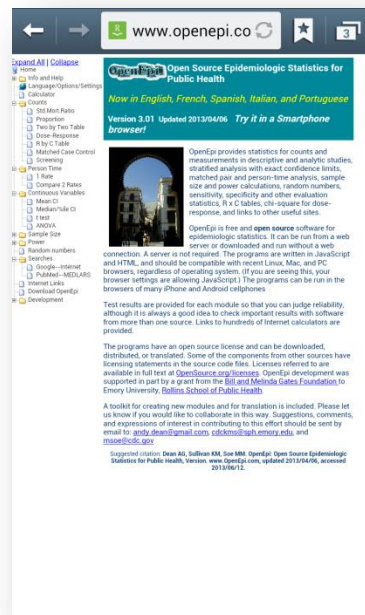 www.openepi.co
3
Expand All | Collapse
Home
Info and Help
Language/Options/Settings
Calculator
Counts
Std Mort Ratio
Proportion
Two by Two Table
Dose-Response
R by C Table
Matched Case Control
Screening
Person Time
1 Rate
Compare 2 Rates
Continuous Variables
Mean CI
Median/%ile CI
t test
ANOVA
Sample Size
Power
Random numbers
Searches
Google--Internet
PubMed--MEDLARS
Internet Links
Download OpenEpi
Development
OpenEpi Open Source Epidemiologic Statistics for
Public Health
Now in English, French, Spanish, Italian, and Portuguese
Version 3.01 Updated 2013/04/06 Try it in a Smartphone
browser!
OpenEpi provides statistics for counts and
measurements in descriptive and analytic studies,
stratified analysis with exact confidence limits,
matched pair and person-time analysis, sample
size and power calculations, random numbers,
sensitivity, specificity and other evaluation
statistics, R x C tables, chi-square for dose-
response, and links to other useful sites.
OpenEpi is free and open source software for
epidemiologic statistics. It can be run from a web
server or downloaded and run without a web
connection. A server is not required. The programs are written in JavaScript
and HTML, and should be compatible with recent Linux, Mac, and PC
browsers, regardless of operating system. (If you are seeing this, your
browser settings are allowing JavaScript.) The programs can be run in the
browsers of many iPhone and Android cellphones
Test results are provided for each module so that you can judge reliability,
although it is always a good idea to check important results with software
from more than one source. Links to hundreds of Internet calculators are
provided.
The programs have an open source license and can be downloaded,
distributed, or translated. Some of the components from other sources have
licensing statements in the source code files. Licenses referred to are
available in full text at OpenSource.org/licenses. OpenEpi development was
supported in part by a grant from the Bill and Melinda Gates Foundation to
Emory University, Rollins School of Public Health.
A toolkit for creating new modules and for translation is included. Please let
us know if you would like to collaborate in this way. Suggestions, comments,
and expressions of interest in contributing to this effort should be sent by
email to: andy.dean@gmail.com, cdckms@sph.emory.edu, and
msoe@cdc.gov
Suggested citation: Dean AG, Sullivan KM, Soe MM. OpenEpi: Open Source Epidemiologic
Statistics for Public Health, Version. www.OpenEpi.com, updated 2013/04/06, accessed
2013/06/12.